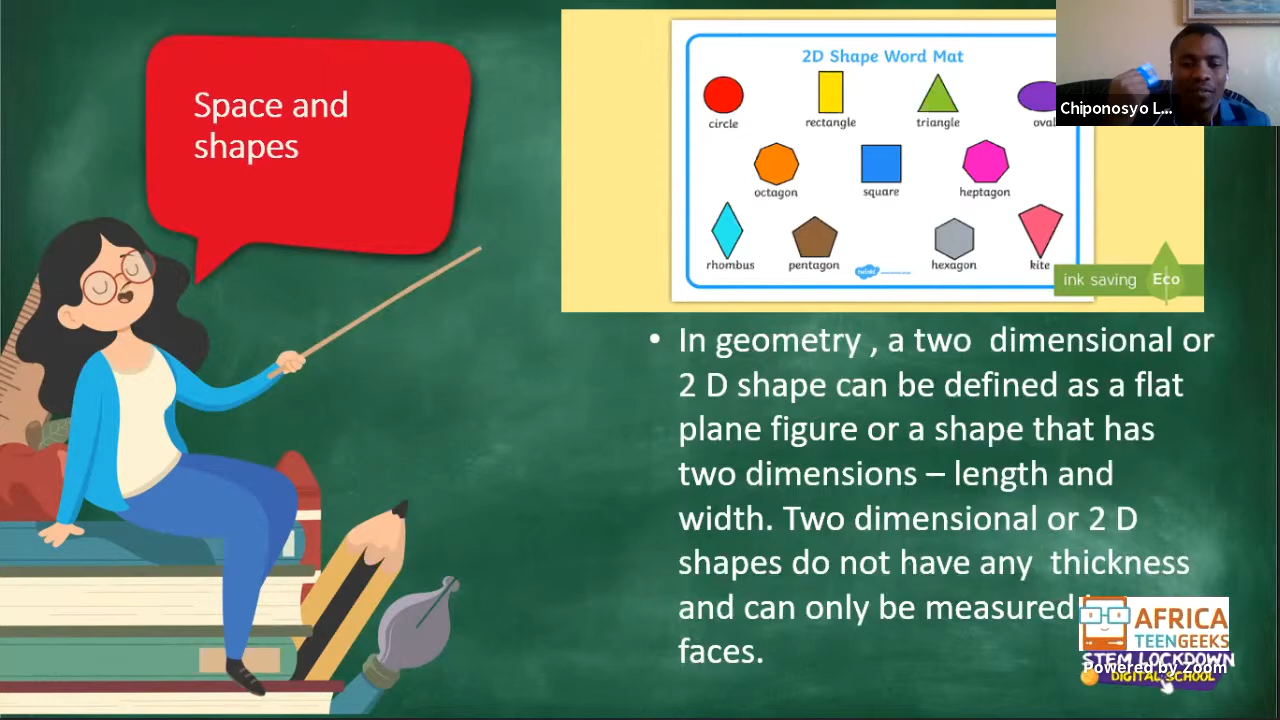 Space and
shapes
2D Shape Word Mat
circle
rectangle
triangle
oval
octagon
square
heptagon
rhombus
pentagon
hexagon
kite
twinkl
ink saving
Eco
Chiponosyo L...
• In geometry , a two dimensional or
2 D shape can be defined as a flat
plane figure or a shape that has
two dimensions – length and
width. Two dimensional or 2 D
shapes do not have any thickness
and can only be measured
faces.
AFRICA
TEENGEEKS
STEM LOCKDOWN
DIGITAL SCHOOL
Powered by Zoom